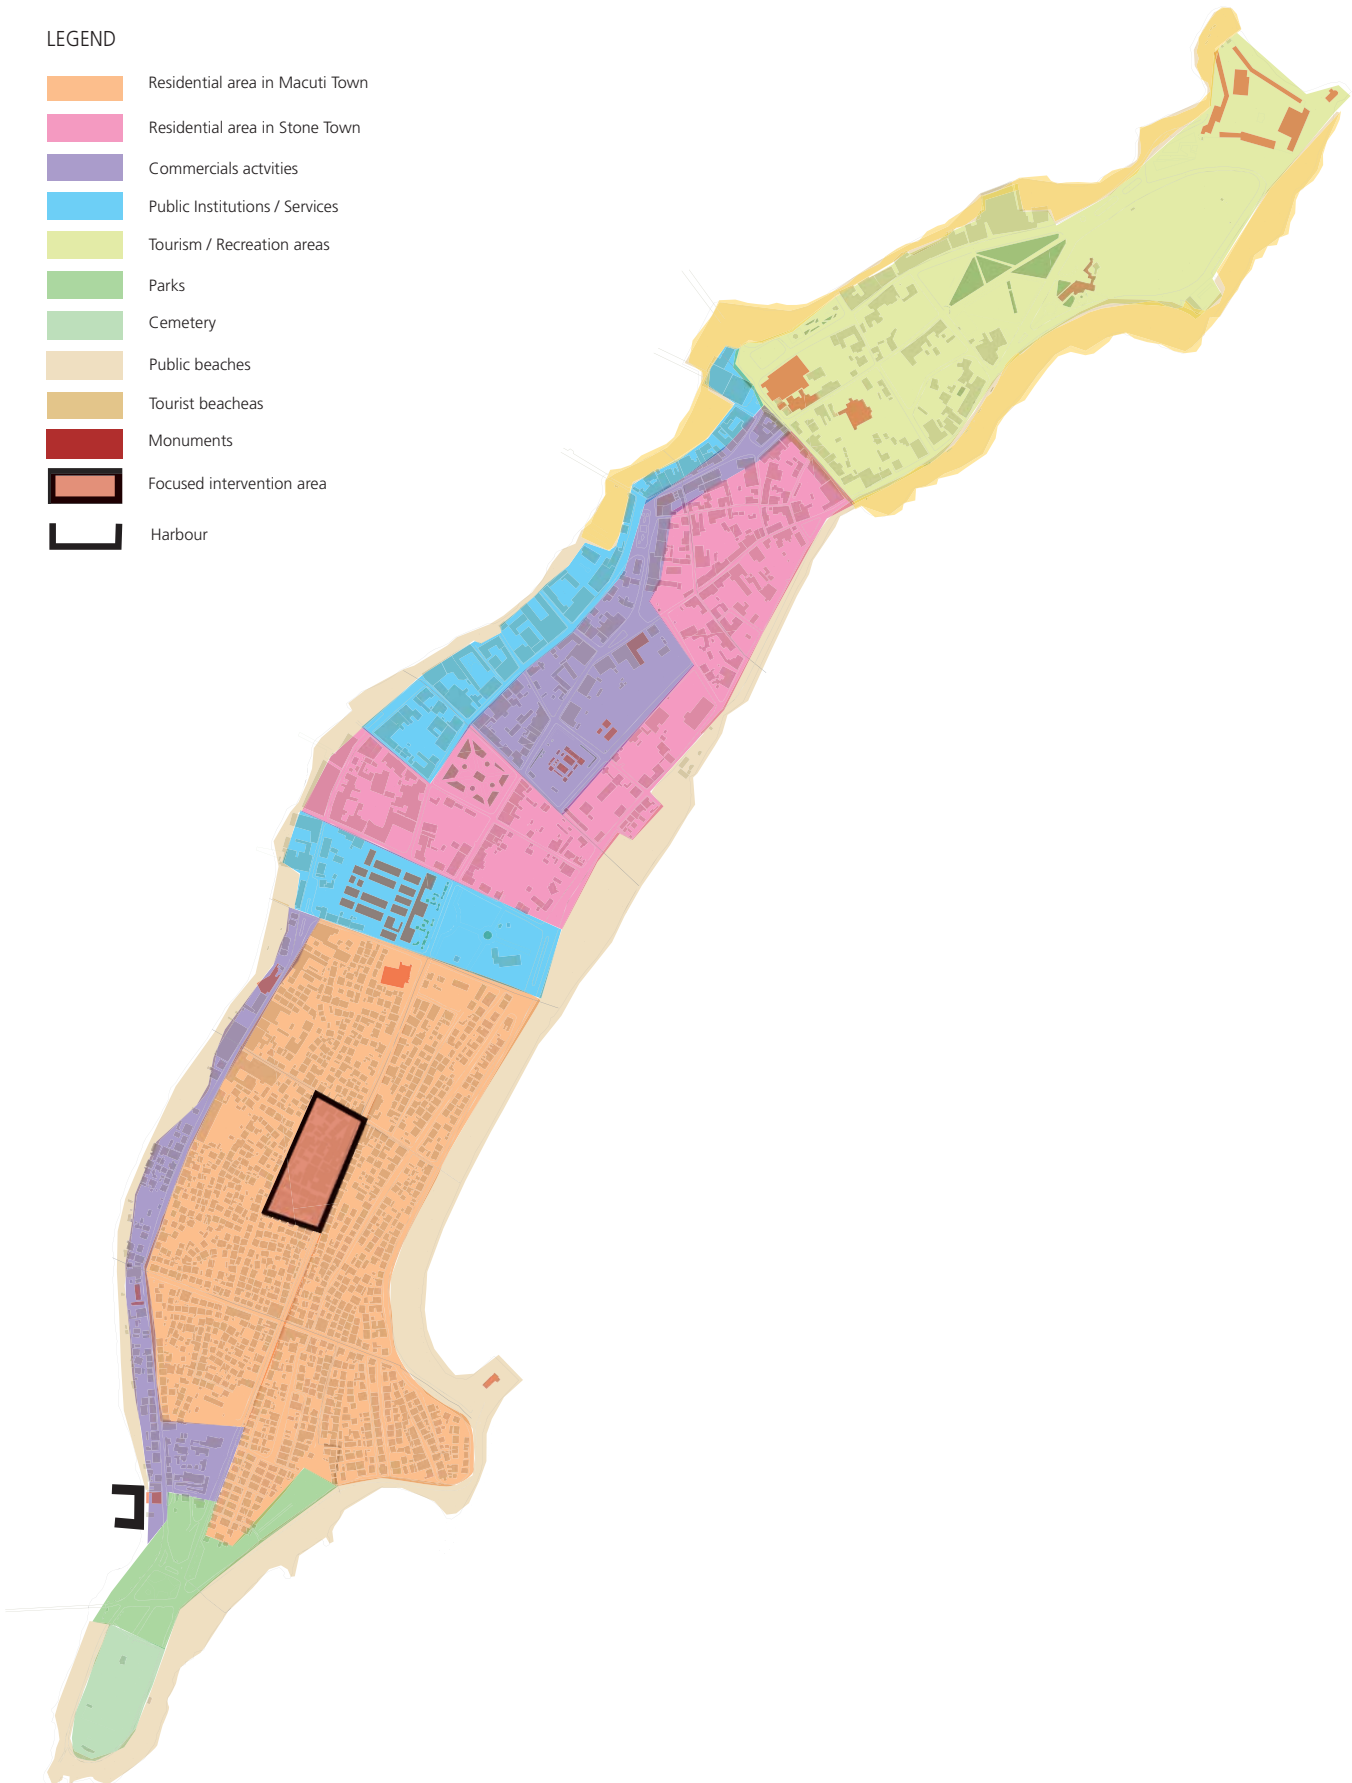 LEGEND
Residential area in Macuti Town
Residential area in Stone Town
Commercials actvities
Public Institutions / Services
Tourism / Recreation areas
Parks
Cemetery
Public beaches
Tourist beacheas
Monuments
Focused intervention area
Harbour